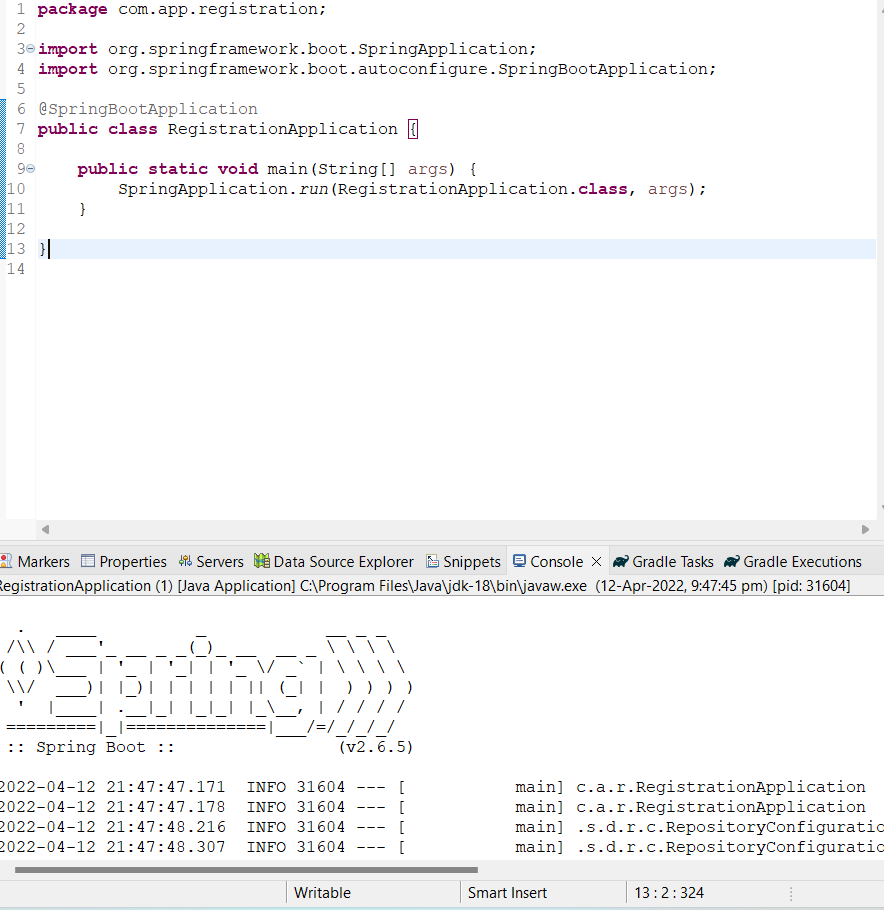 1 package com.app.registration;
2
3 import org.springframework.boot.SpringApplication;
4 import org.springframework.boot.autoconfigure.SpringBootApplication;
5
6 @SpringBootApplication
7 public class RegistrationApplication {
8
9     public static void main(String[] args) {
10         SpringApplication.run(RegistrationApplication.class, args);
11     }
12
13 }
14
Markers Properties Servers Data Source Explorer Snippets Console Gradle Tasks Gradle Executions
RegistrationApplication (1) [Java Application] C:\Program Files\Java\jdk-18\bin\javaw.exe (12-Apr-2022, 9:47:45 pm) [pid: 31604]
  .   ____          _            __ _ _
 /\\ / ___'_ __ _ _(_)_ __  __ _ \ \ \ \
( ( )\___ | '_ | '_| | '_ \/ _` | \ \ \ \
 \\/  ___)| |_)| | | | | || (_| |  ) ) ) )
  '  |____| .__|_| |_|_| |_\__, | / / / /
 =========|_|==============|___/=/_/_/_/
 :: Spring Boot ::                (v2.6.5)
2022-04-12 21:47:47.171  INFO 31604 --- [           main] c.a.r.RegistrationApplication
2022-04-12 21:47:47.178  INFO 31604 --- [           main] c.a.r.RegistrationApplication
2022-04-12 21:47:48.216  INFO 31604 --- [           main] .s.d.r.c.RepositoryConfiguratio
2022-04-12 21:47:48.307  INFO 31604 --- [           main] .s.d.r.c.RepositoryConfiguratio
Writable Smart Insert 13 : 2 : 324